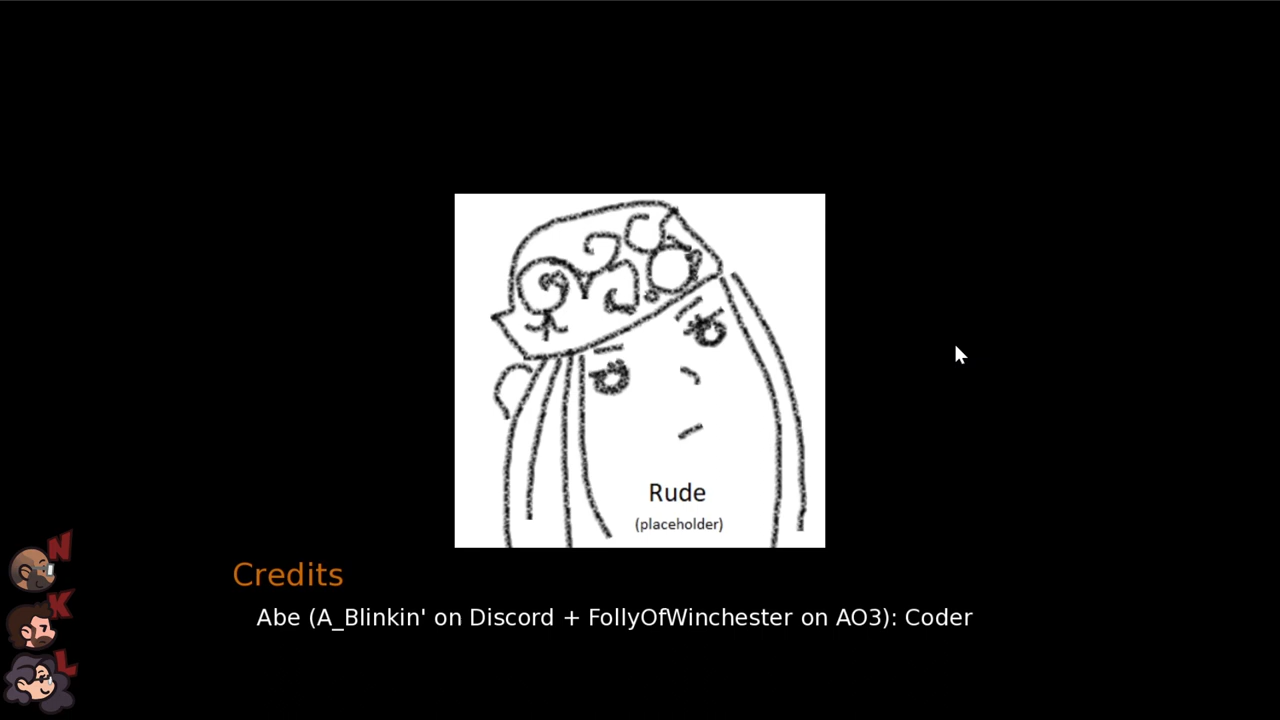 Rude
(placeholder)
Credits
Abe (A_Blinkin' on Discord + FollyOfWinchester on AO3): Coder
N
K
L